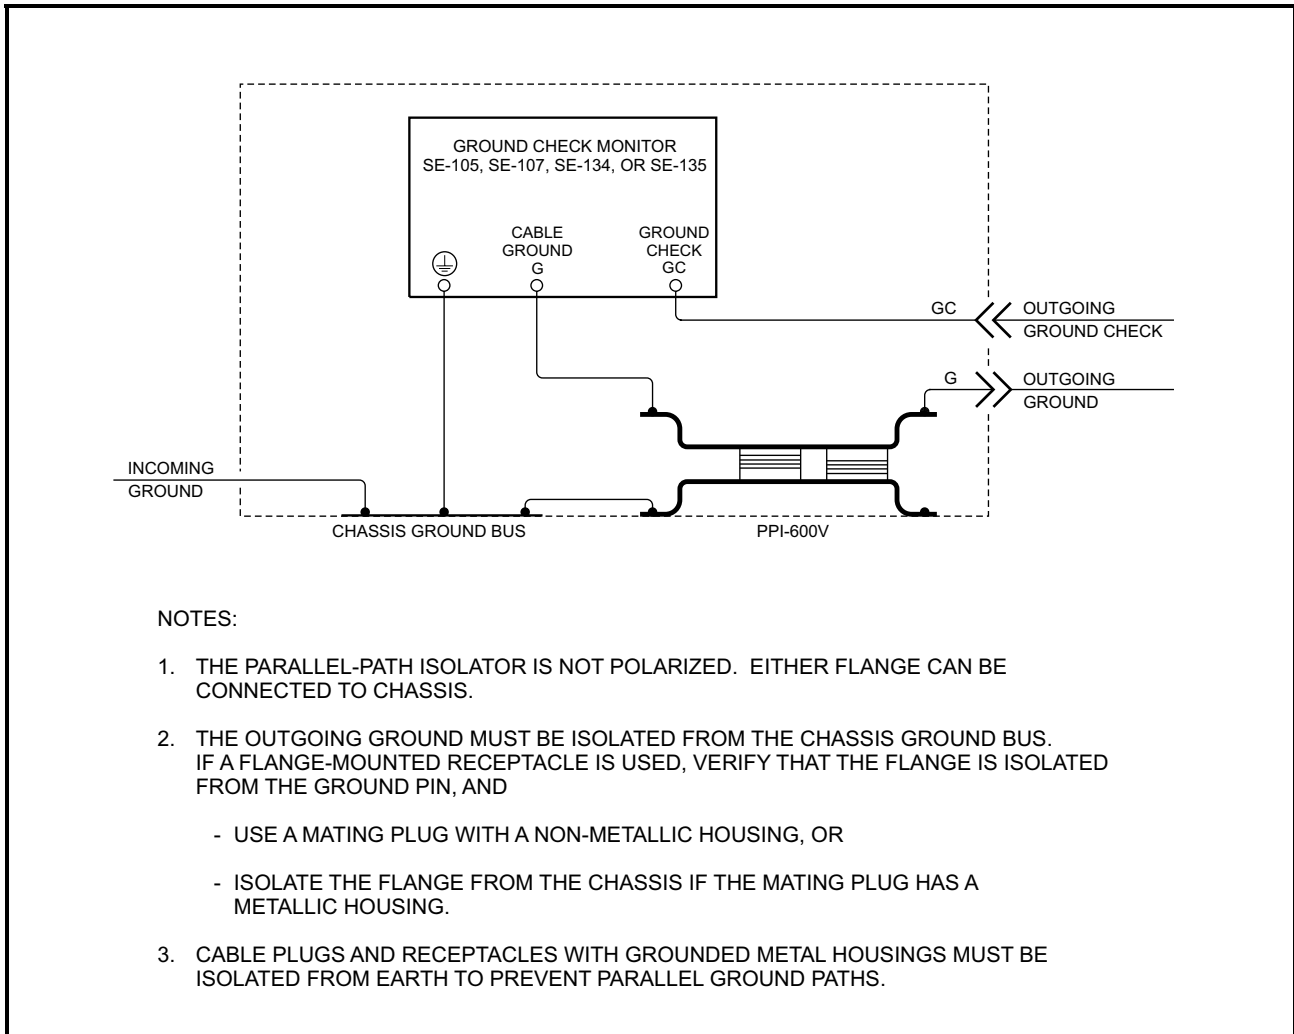 GROUND CHECK MONITOR
SE-105, SE-107, SE-134, OR SE-135
CABLE
GROUND
G
GROUND
CHECK
GC
GC
OUTGOING
GROUND CHECK
G
OUTGOING
GROUND
INCOMING
GROUND
CHASSIS GROUND BUS
PPI-600V
NOTES:
1. THE PARALLEL-PATH ISOLATOR IS NOT POLARIZED. EITHER FLANGE CAN BE
CONNECTED TO CHASSIS.
2. THE OUTGOING GROUND MUST BE ISOLATED FROM THE CHASSIS GROUND BUS.
IF A FLANGE-MOUNTED RECEPTACLE IS USED, VERIFY THAT THE FLANGE IS ISOLATED
FROM THE GROUND PIN, AND
- USE A MATING PLUG WITH A NON-METALLIC HOUSING, OR
- ISOLATE THE FLANGE FROM THE CHASSIS IF THE MATING PLUG HAS A
METALLIC HOUSING.
3. CABLE PLUGS AND RECEPTACLES WITH GROUNDED METAL HOUSINGS MUST BE
ISOLATED FROM EARTH TO PREVENT PARALLEL GROUND PATHS.